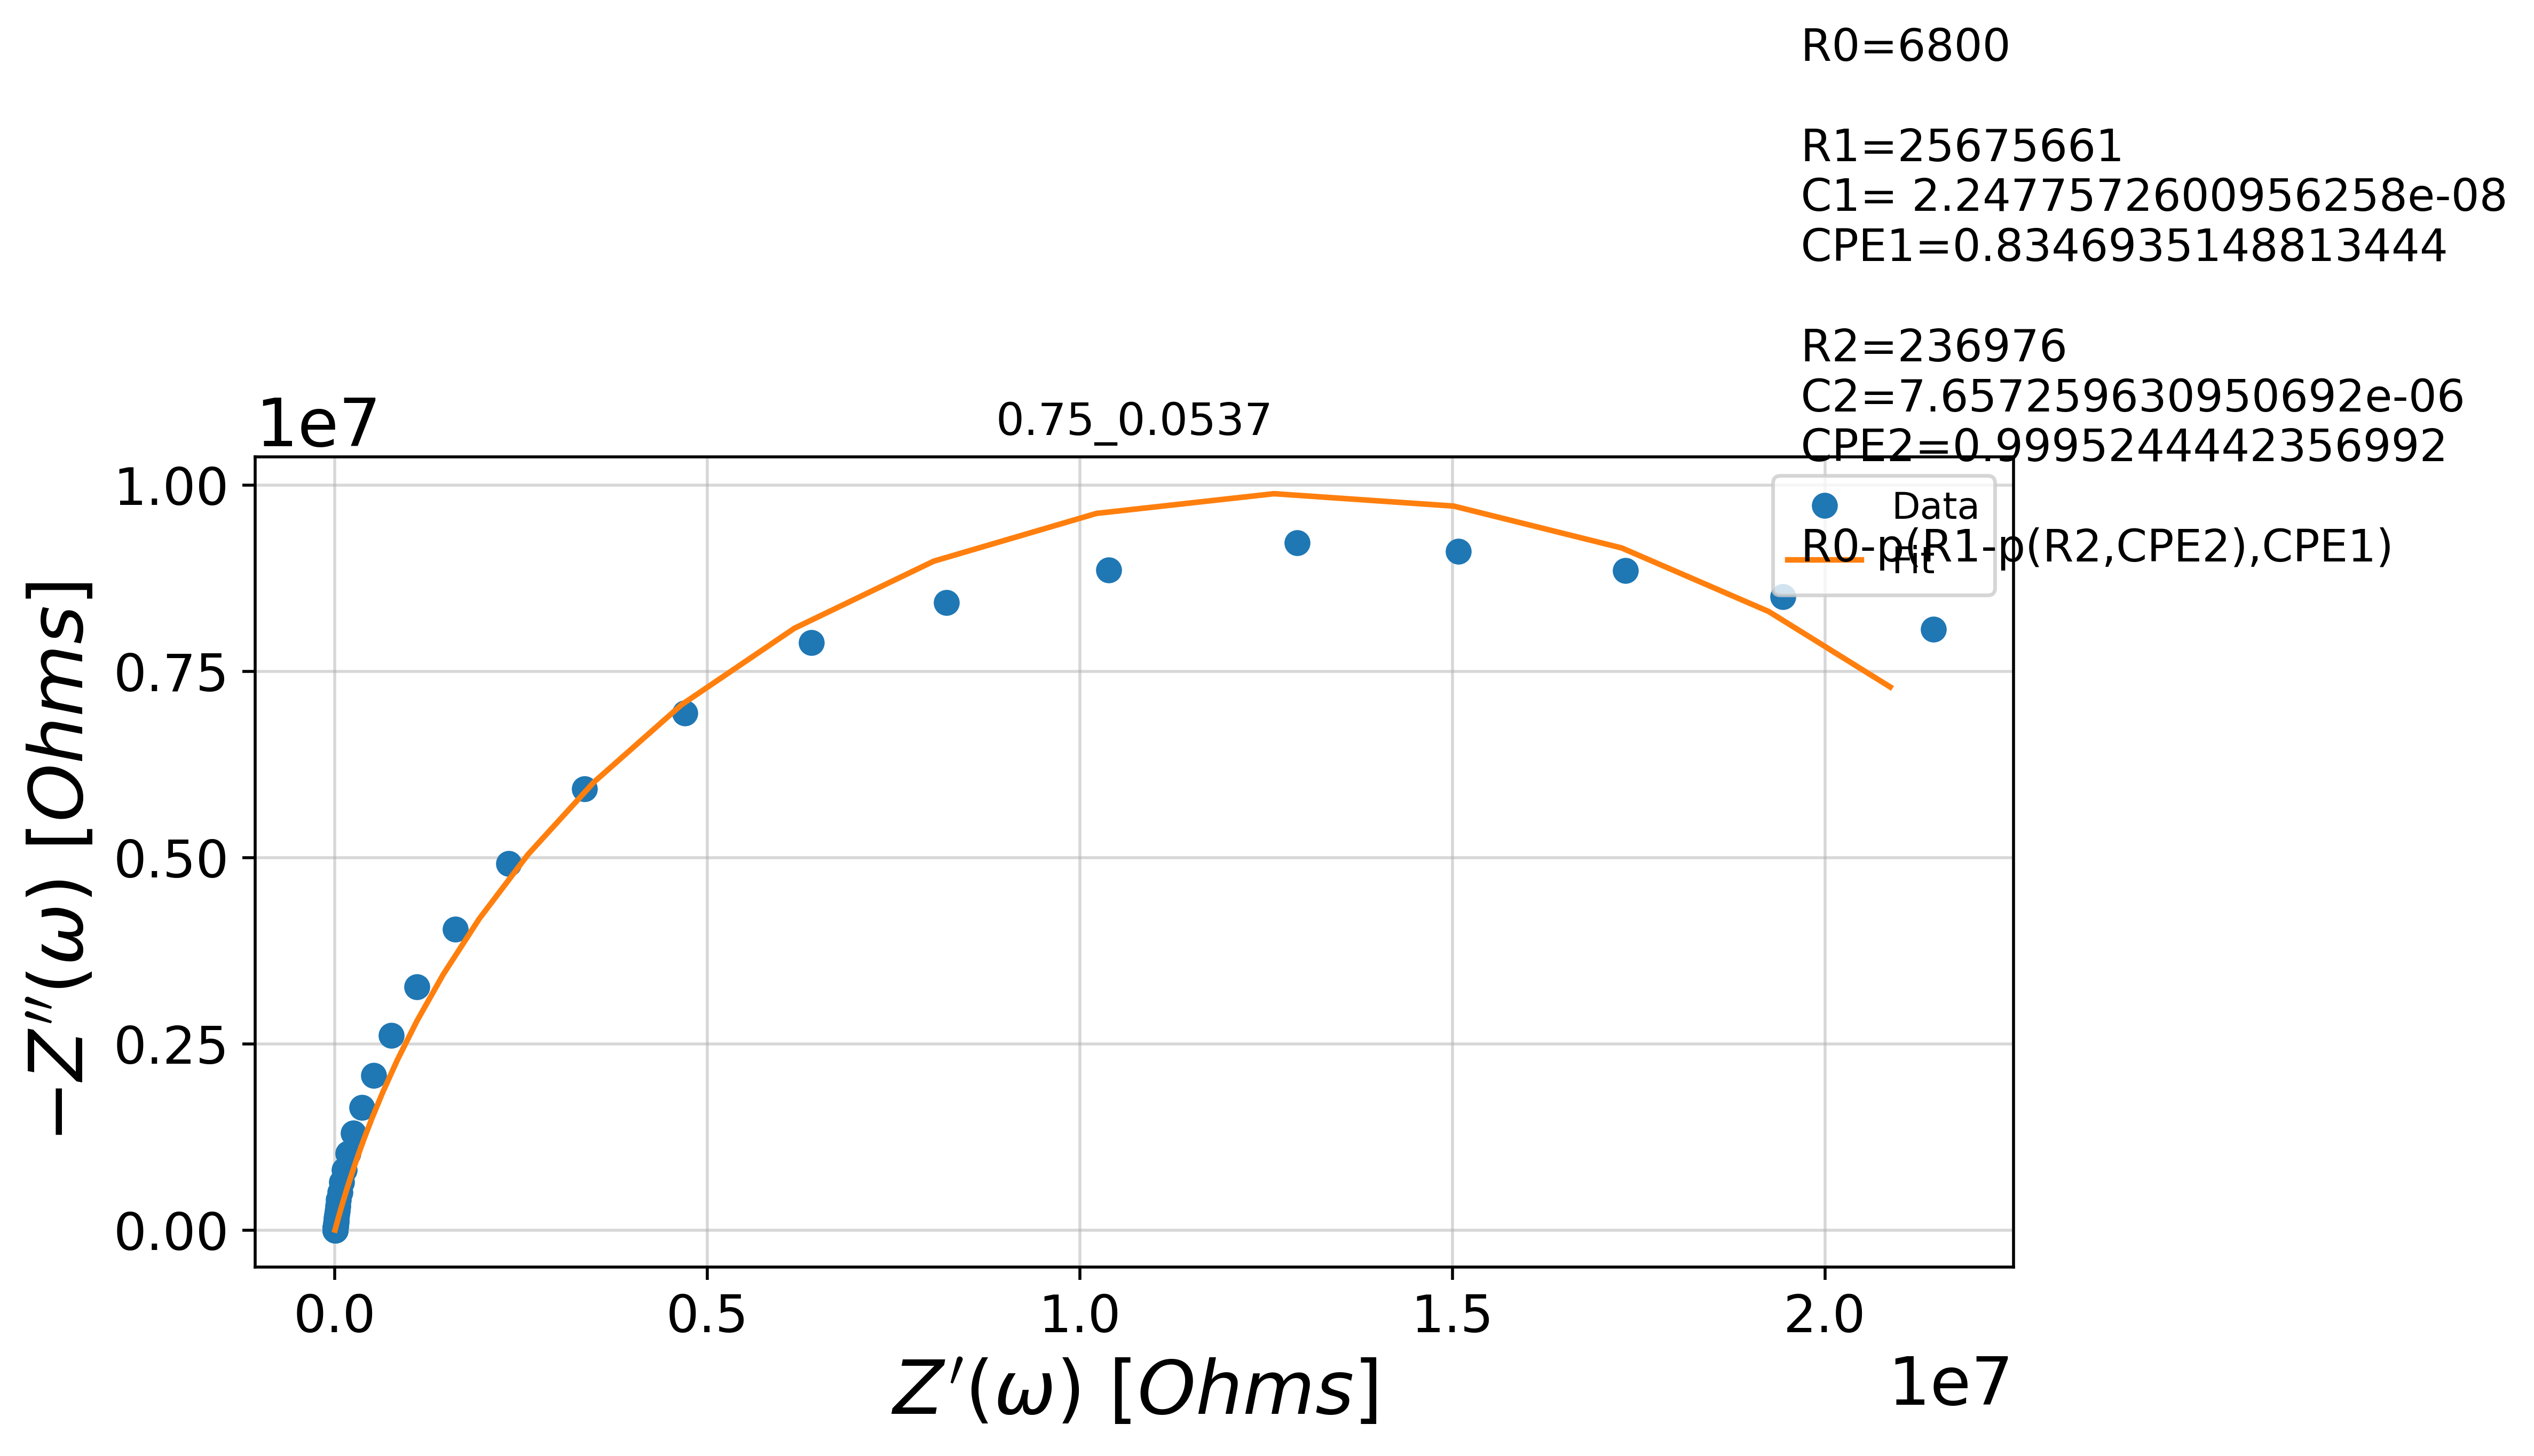 R0=6800
R1=25675661
C1= 2.2477572600956258e-08
CPE1=0.8346935148813444
R2=236976
C2=7.657259630950692e-06
CPE2=0.9995244442356992
R0-p(R1-p(R2,CPE2),CPE1)
0.75_0.0537
1e7
Data
Fit
1.00
0.75
0.50
0.25
0.00
−Z′′(ω) [Ohms]
0.0 0.5 1.0 1.5 2.0
1e7
Z′(ω) [Ohms]